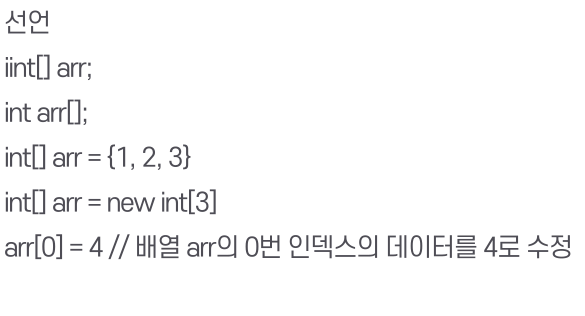 선언
iint[] arr;
int arr[];
int[] arr = {1, 2, 3}
int[] arr = new int[3]
arr[0] = 4 // 배열 arr의 0번 인덱스의 데이터를 4로 수정